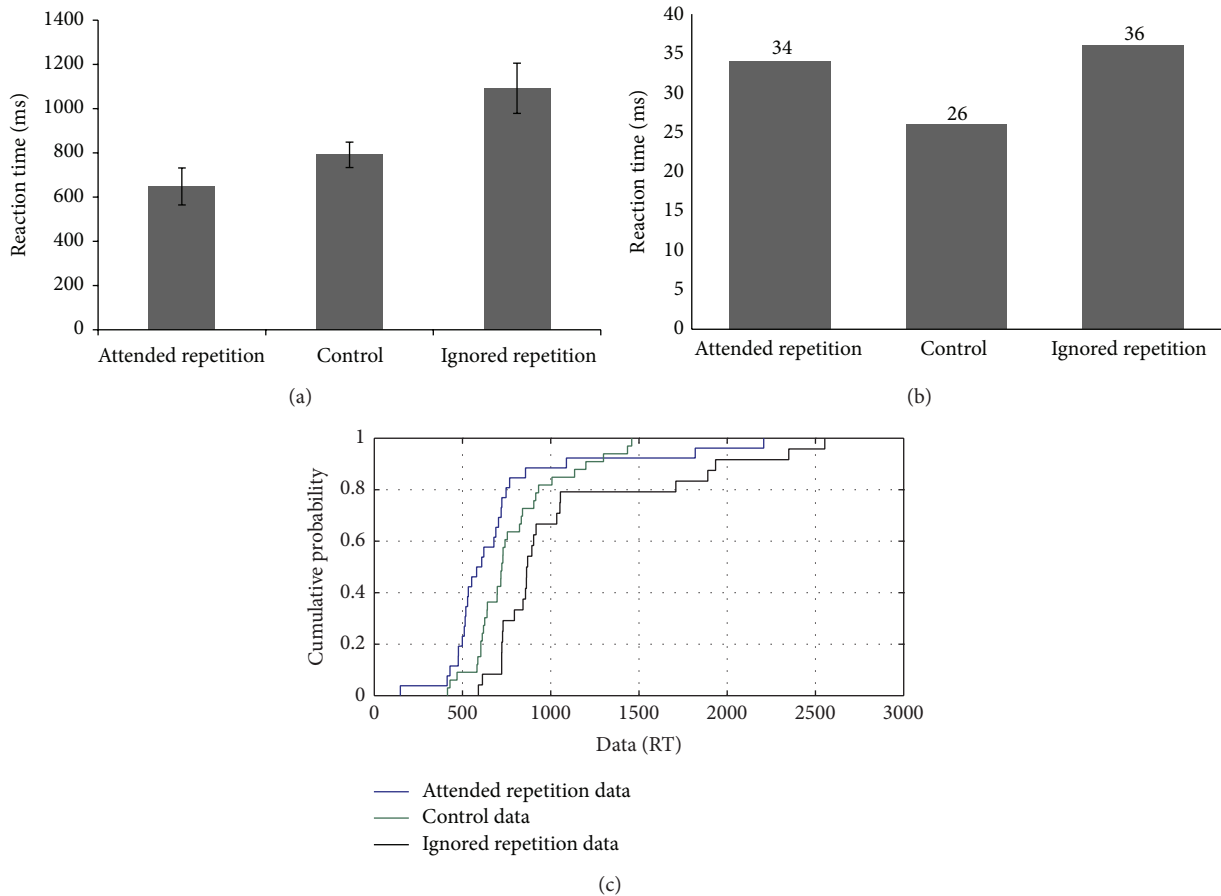 1400
1200
1000
800
600
400
200
0
Reaction time (ms)
Attended repetition
Control
Ignored repetition
(a)
40
35
30
25
20
15
10
5
0
Reaction time (ms)
34
26
36
Attended repetition
Control
Ignored repetition
(b)
1
0.8
0.6
0.4
0.2
0
Cumulative probability
0
500
1000
1500
2000
2500
3000
Data (RT)
Attended repetition data
Control data
Ignored repetition data
(c)